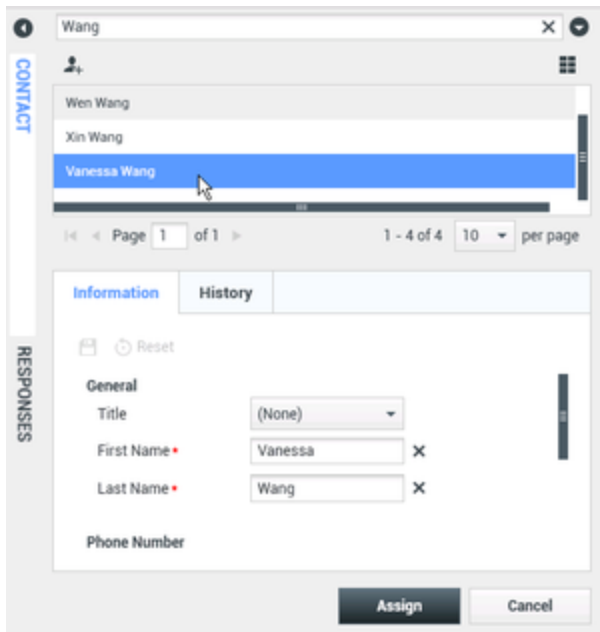 Wang
CONTACT
Wen Wang
Xin Wang
Vanessa Wang
Page 1 of 1 1 - 4 of 4 10 per page
Information History
RESPONSES
Reset
General
Title (None)
First Name• Vanessa
Last Name• Wang
Phone Number
Assign Cancel